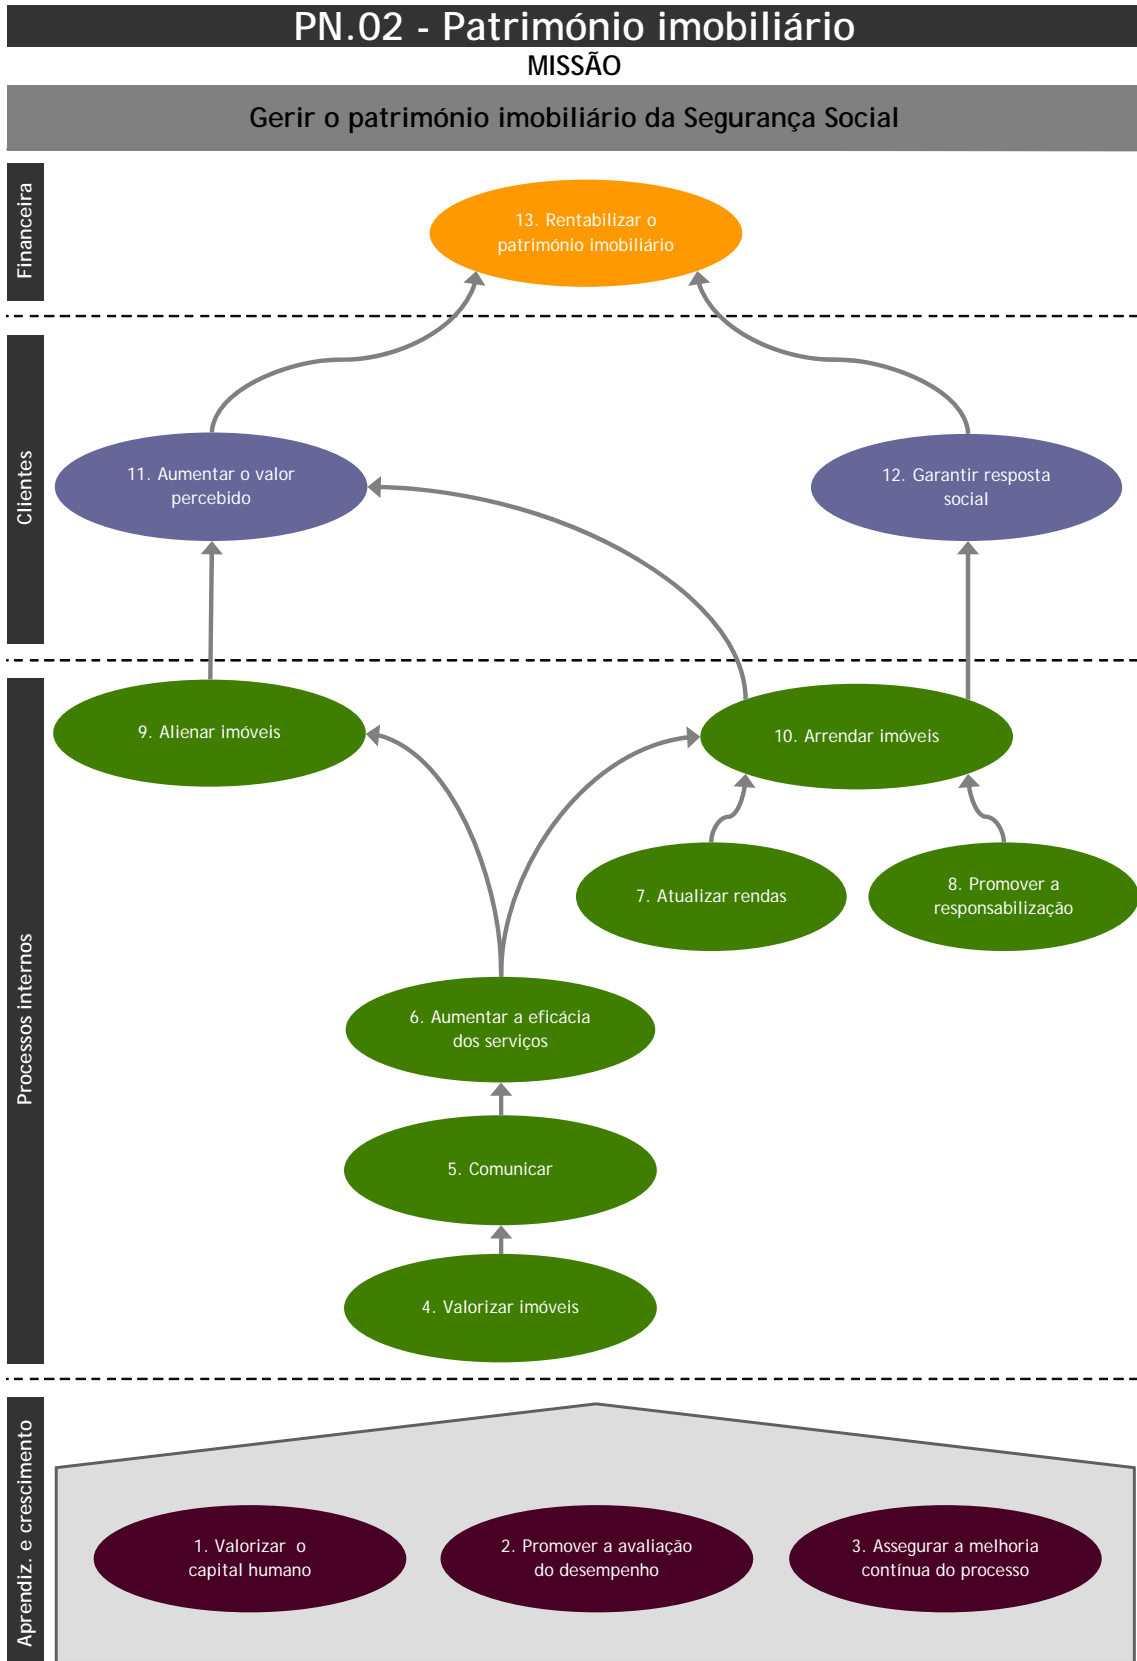 PN.02 - Património imobiliário
MISSÃO
Gerir o património imobiliário da Segurança Social
Financeira
13. Rentabilizar o
património imobiliário
Clientes
11. Aumentar o valor
percebido
12. Garantir resposta
social
Processos internos
9. Alienar imóveis
10. Arrendar imóveis
7. Atualizar rendas
8. Promover a
responsabilização
6. Aumentar a eficácia
dos serviços
5. Comunicar
4. Valorizar imóveis
Aprendiz. e crescimento
1. Valorizar o
capital humano
2. Promover a avaliação
do desempenho
3. Assegurar a melhoria
contínua do processo